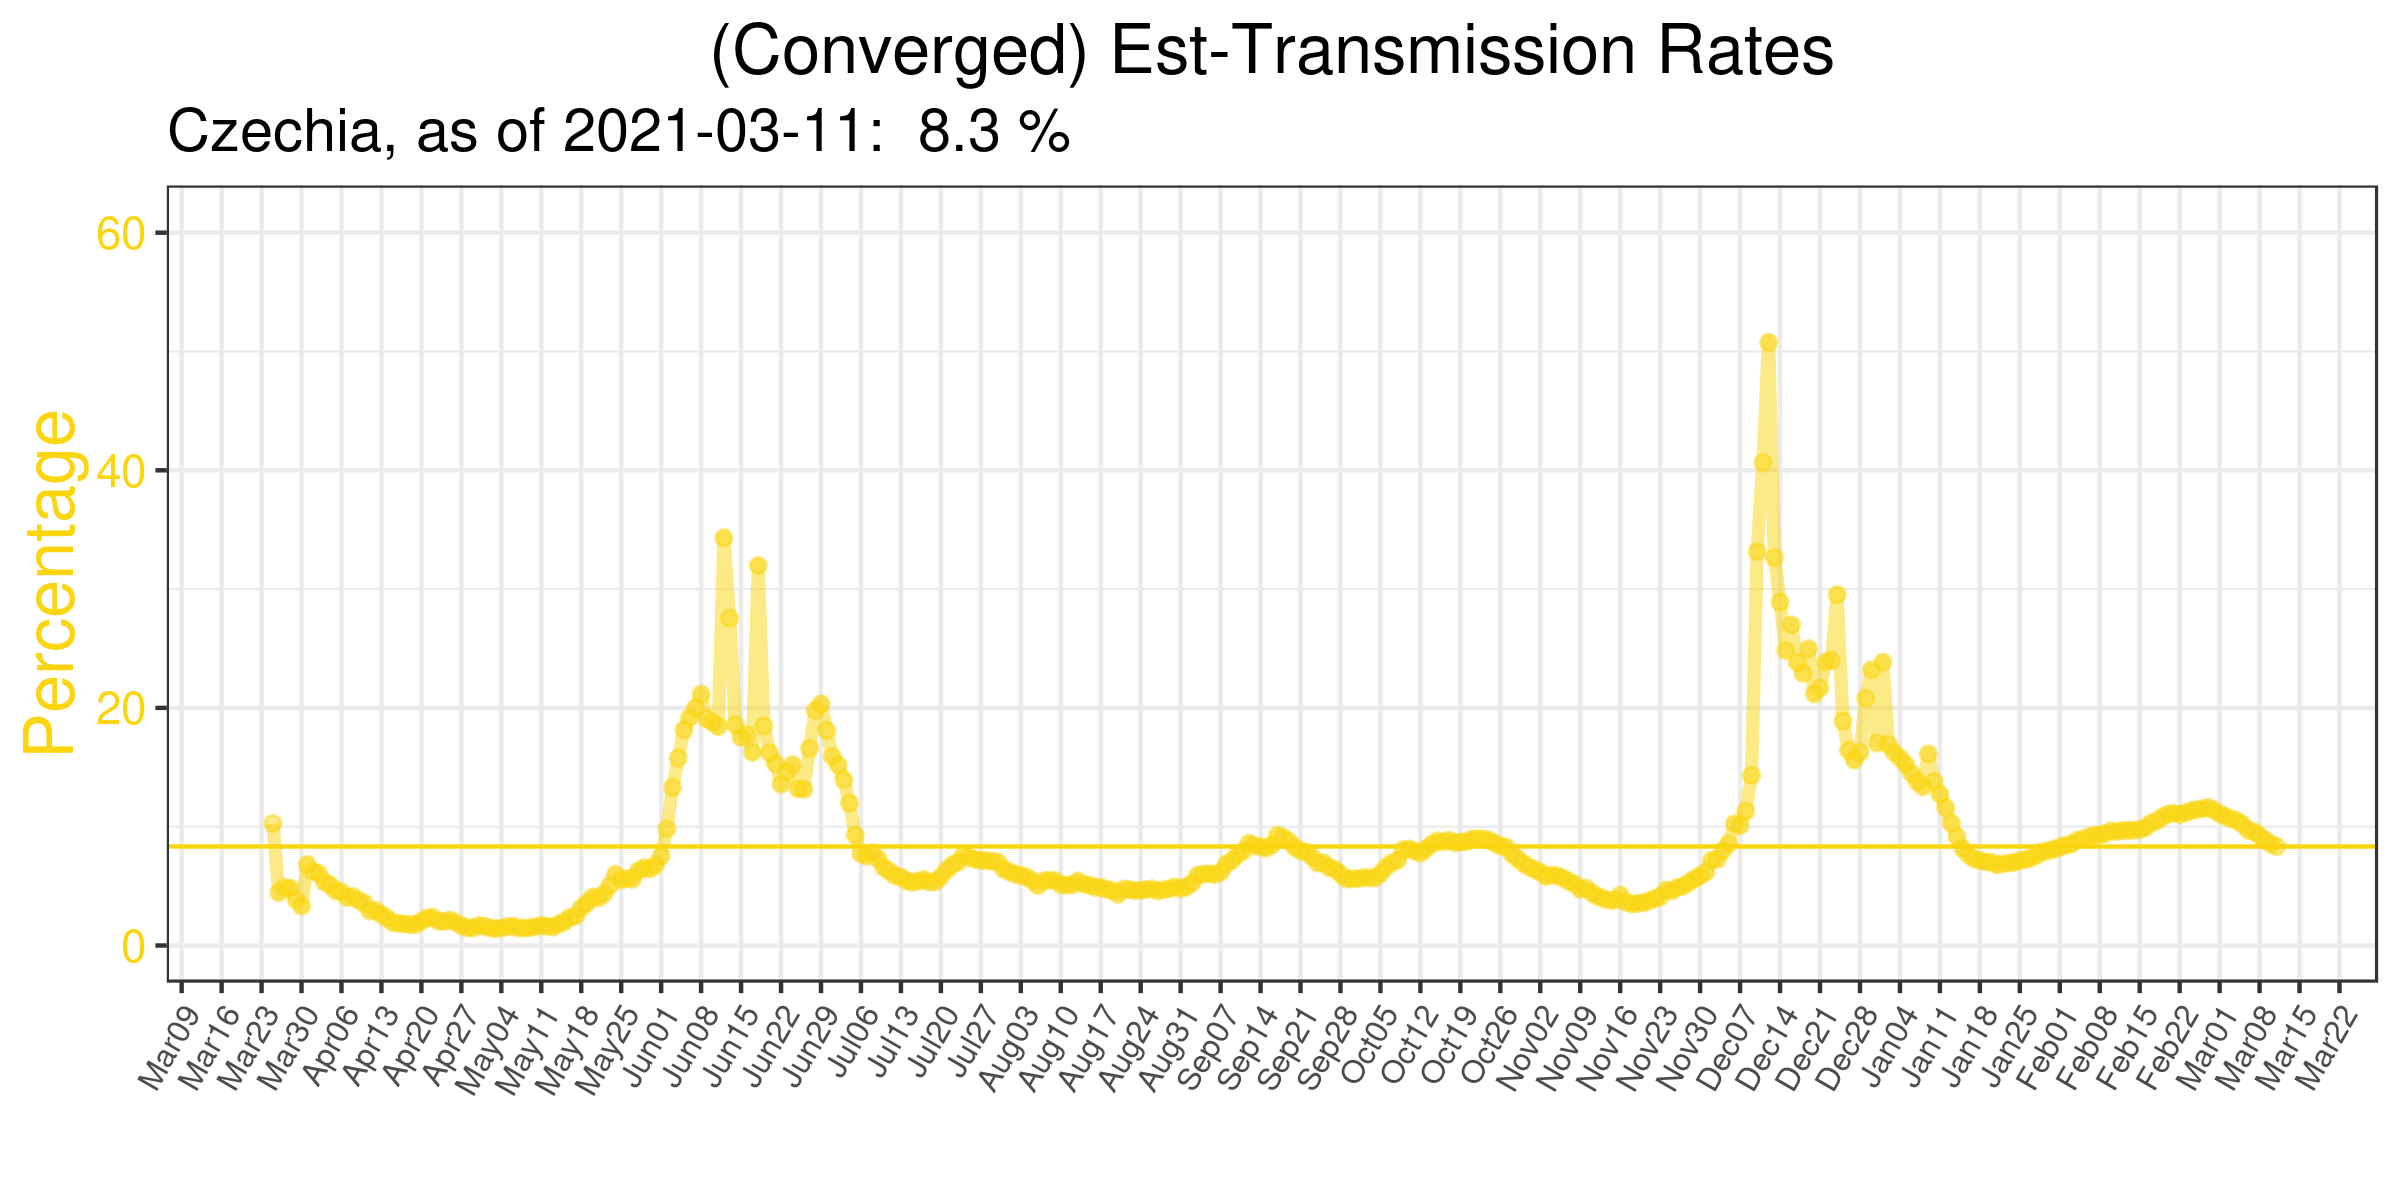 (Converged) Est-Transmission Rates
Czechia, as of 2021-03-11:  8.3 %
Percentage
60
40
20
0
Mar09
Mar16
Mar23
Mar30
Apr06
Apr13
Apr20
Apr27
May04
May11
May18
May25
Jun01
Jun08
Jun15
Jun22
Jun29
Jul06
Jul13
Jul20
Jul27
Aug03
Aug10
Aug17
Aug24
Aug31
Sep07
Sep14
Sep21
Sep28
Oct05
Oct12
Oct19
Oct26
Nov02
Nov09
Nov16
Nov23
Nov30
Dec07
Dec14
Dec21
Dec28
Jan04
Jan11
Jan18
Jan25
Feb01
Feb08
Feb15
Feb22
Mar01
Mar08
Mar15
Mar22